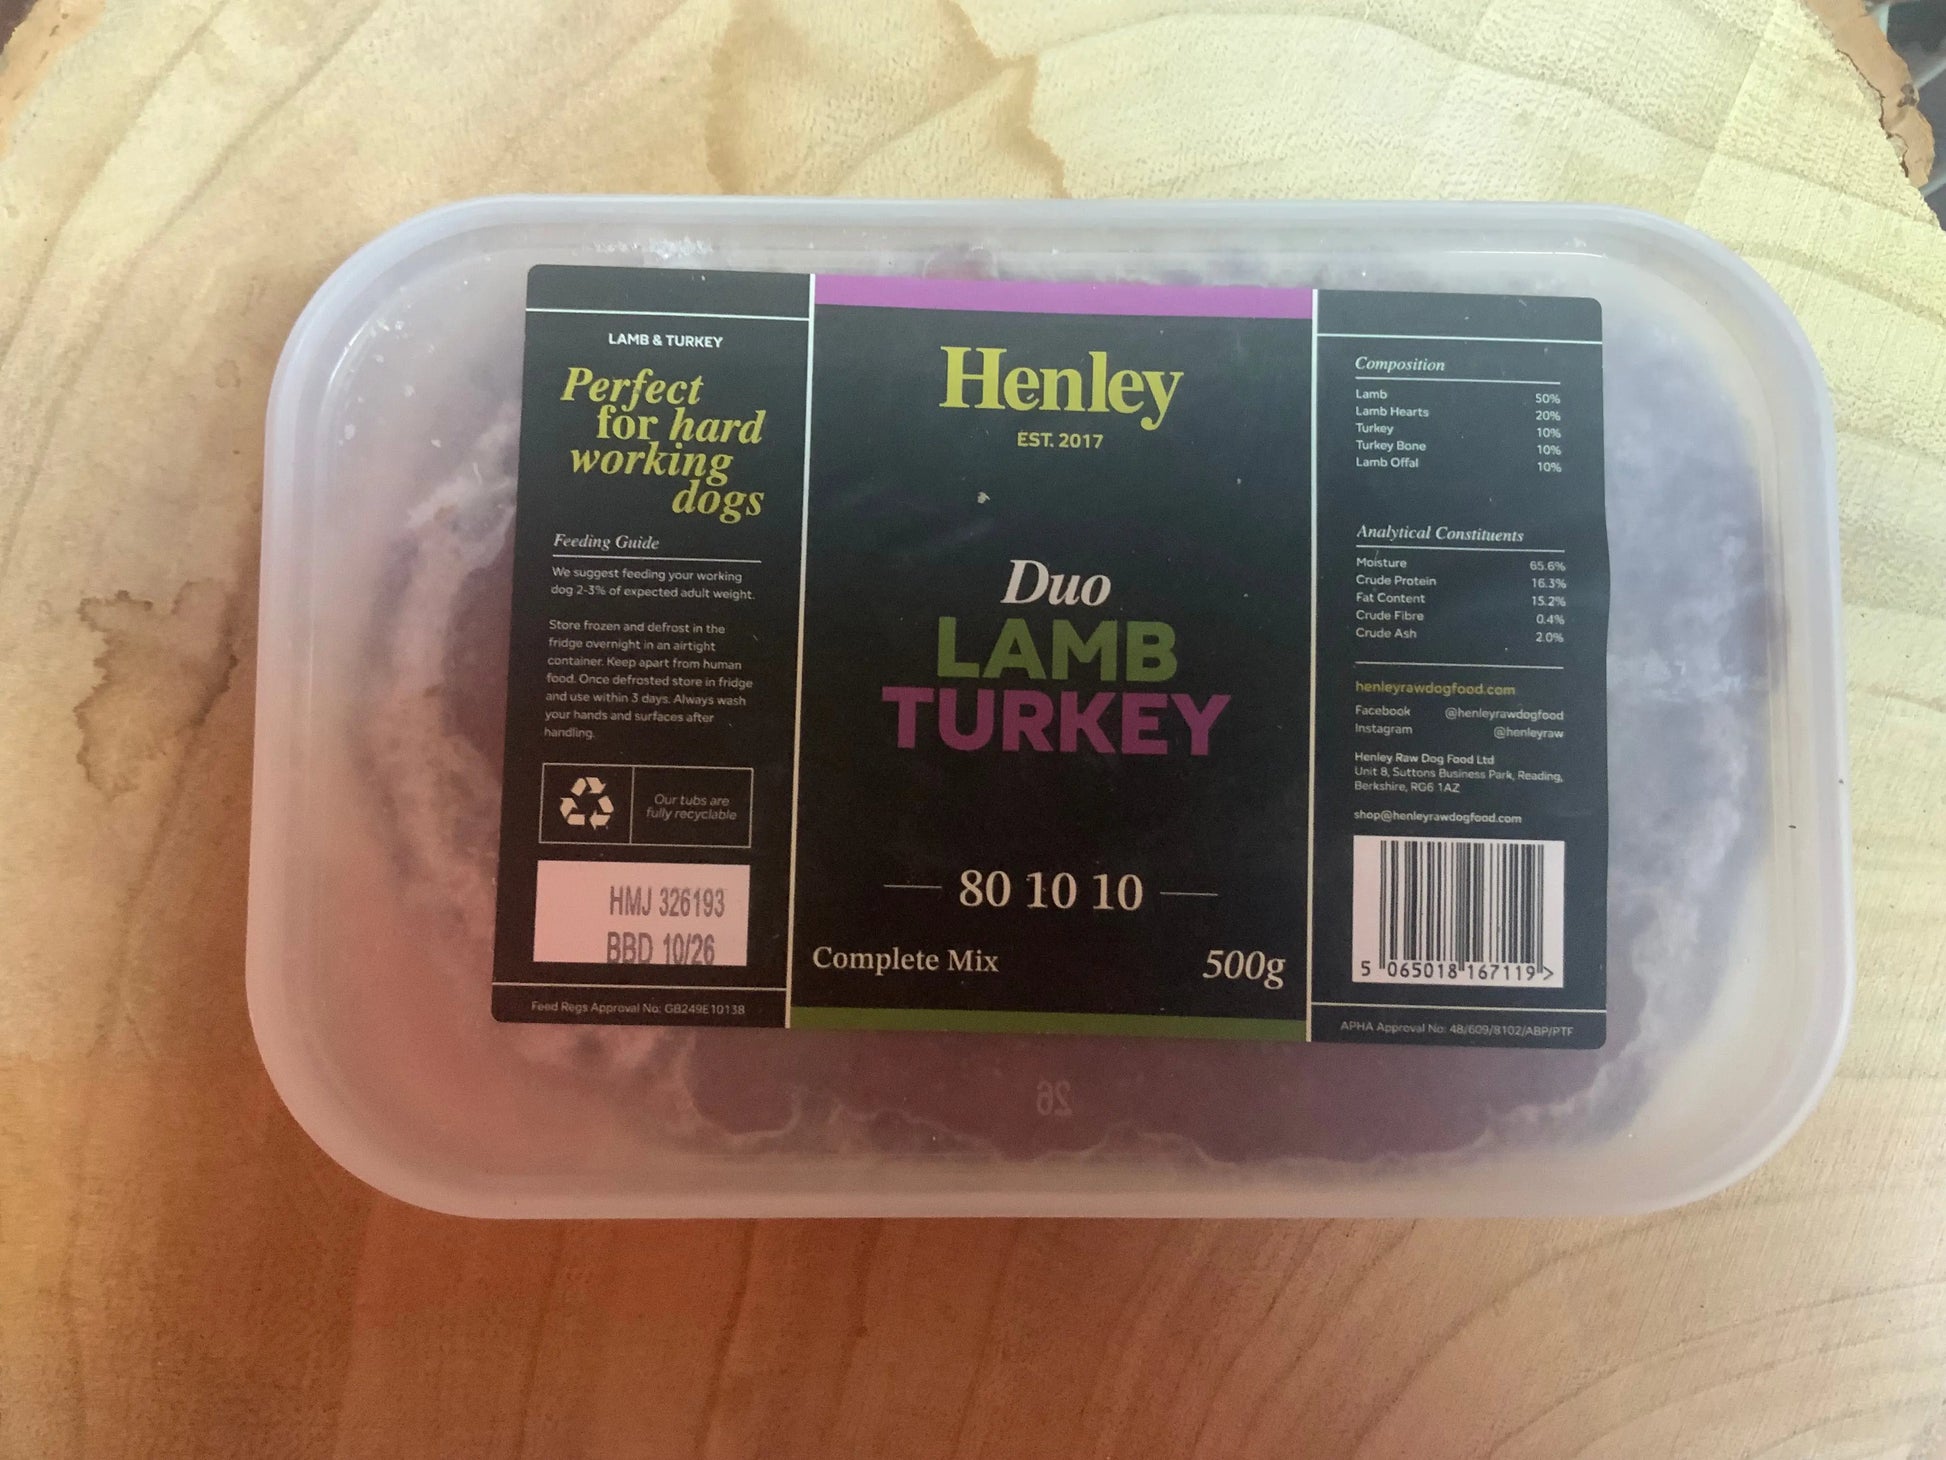 LAMB & TURKEY
Perfect
for hard
working
dogs
Feeding Guide
We suggest feeding your working
dog 2-3% of expected adult weight.
Store frozen and defrost in the
fridge overnight in an airtight
container. Keep apart from human
food. Once defrosted store in fridge
and use within 3 days. Always wash
your hands and surfaces after
handling.
Our tubs are
fully recyclable
HMJ 326193
BBD 10/26
Feed Regs Approval No: GB249E10138
Henley
EST. 2017
Duo
LAMB
TURKEY
80 10 10
Complete Mix 500g
26
Composition
Lamb 50%
Lamb Hearts 20%
Turkey 10%
Turkey Bone 10%
Lamb Offal 10%
Analytical Constituents
Moisture 65.6%
Crude Protein 16.3%
Fat Content 15.2%
Crude Fibre 0.4%
Crude Ash 2.0%
henleyrawdogfood.com
Facebook @henleyrawdogfood
Instagram @henleyraw
Henley Raw Dog Food Ltd
Unit 8, Suttons Business Park, Reading,
Berkshire, RG6 1AZ
shop@henleyrawdogfood.com
5 065018 167119 >
APHA Approval No: 48/609/8102/ABP/PTF